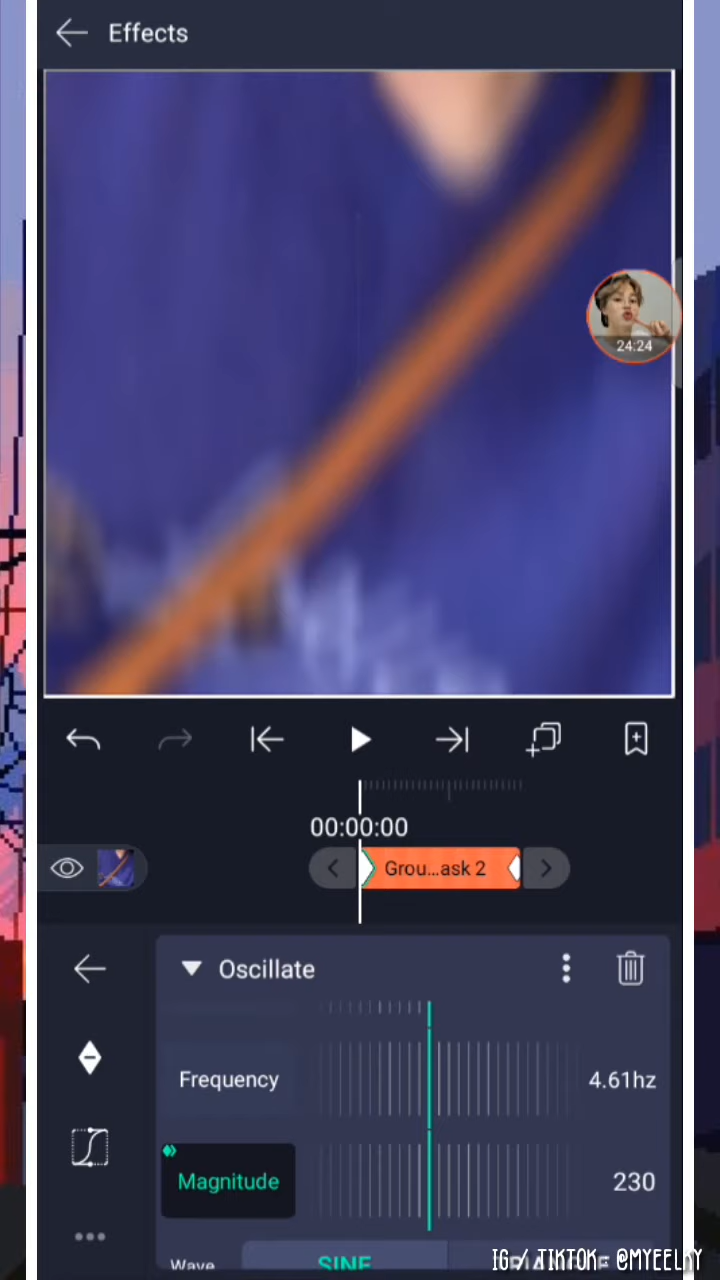 Effects
24:24
00:00:00
Grou...ask 2
Oscillate
Frequency
4.61hz
Magnitude
230
Wave
SINE
IG / TIKTOK - @MYEELKY